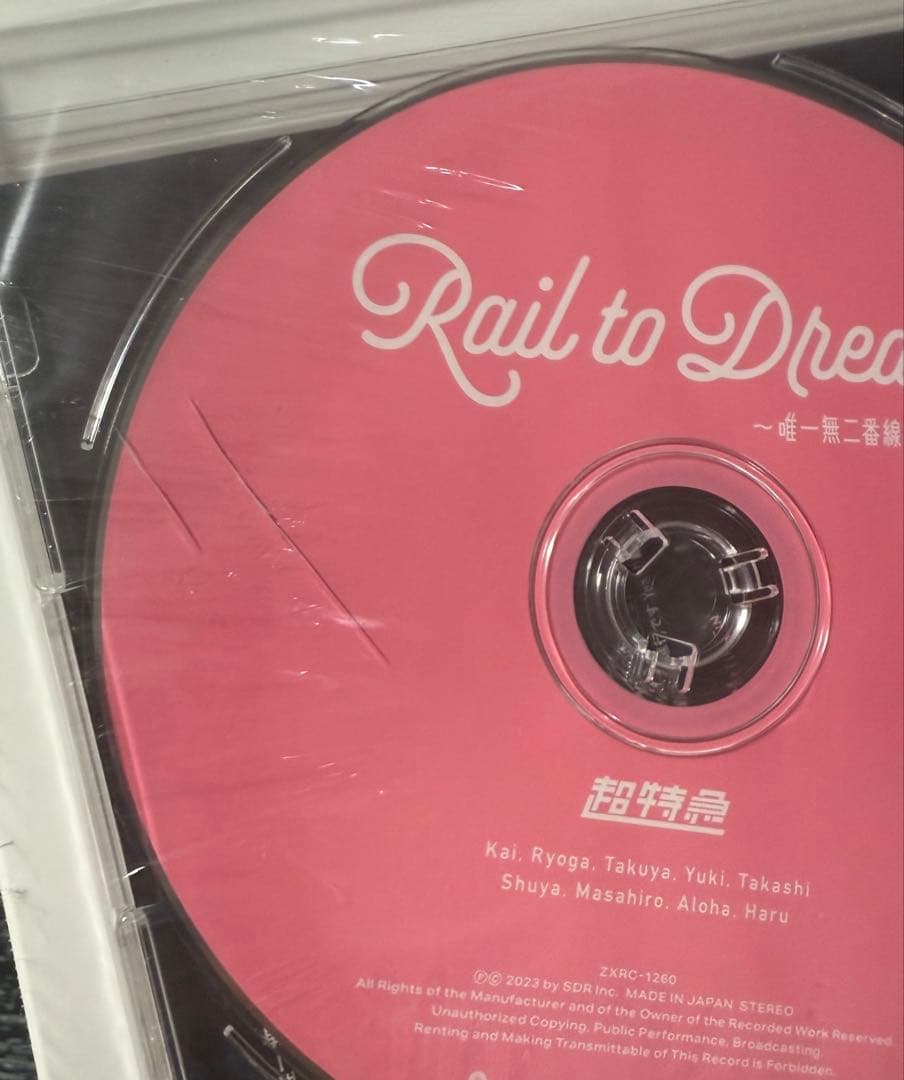 Rail to Drea
～唯一無二番線
超特急
Kai, Ryoga, Takuya, Yuki, Takashi
Shuya, Masahiro, Aloha, Haru
ZXRC-1260
ⓅⒸ 2023 by SDR Inc. MADE IN JAPAN STEREO
All Rights of the Manufacturer and of the Owner of the Recorded Work Reserved.
Unauthorized Copying, Public Performance, Broadcasting,
Renting and Making Transmittable of This Record is Forbidden.